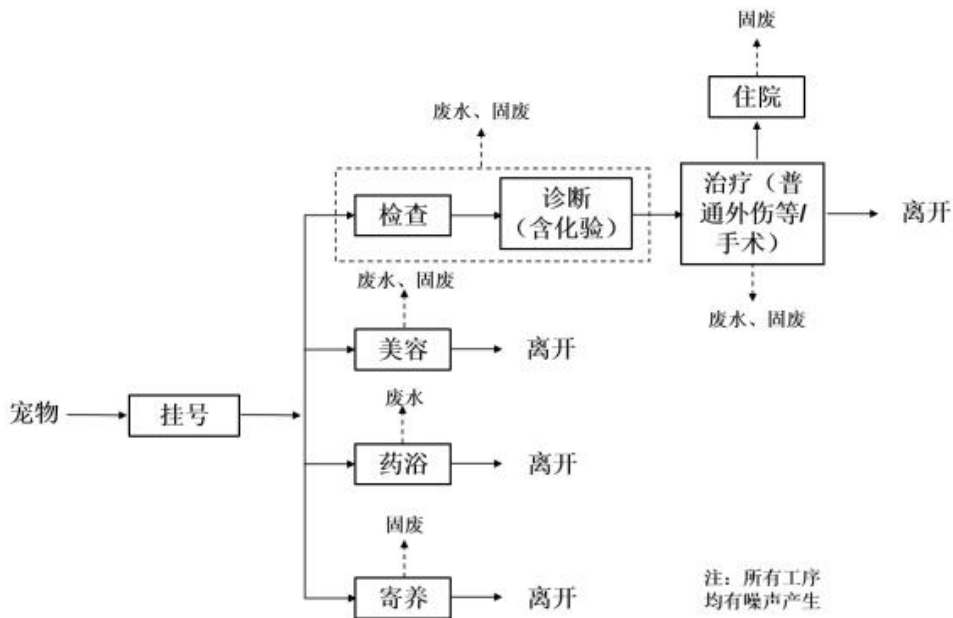 固废
住院
废水、固废
检查
诊断
（含化验）
治疗（普
通外伤等/
手术）
离开
废水、固废
废水、固废
美容
离开
宠物
挂号
废水
药浴
离开
固废
寄养
离开
注：所有工序
均有噪声产生